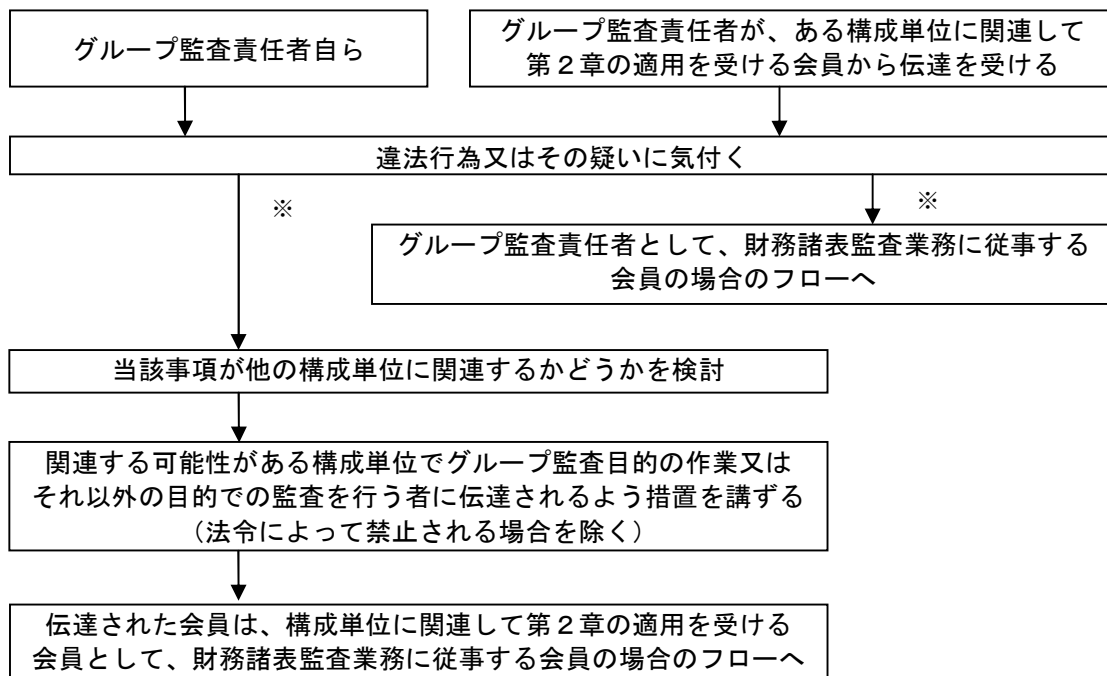 グループ監査責任者自ら
グループ監査責任者が、ある構成単位に関連して
第２章の適用を受ける会員から伝達を受ける
違法行為又はその疑いに気付く
※
※
グループ監査責任者として、財務諸表監査業務に従事する
会員の場合のフローへ
当該事項が他の構成単位に関連するかどうかを検討
関連する可能性がある構成単位でグループ監査目的の作業又は
それ以外の目的での監査を行う者に伝達されるよう措置を講ずる
（法令によって禁止される場合を除く）
伝達された会員は、構成単位に関連して第２章の適用を受ける
会員として、財務諸表監査業務に従事する会員の場合のフローへ